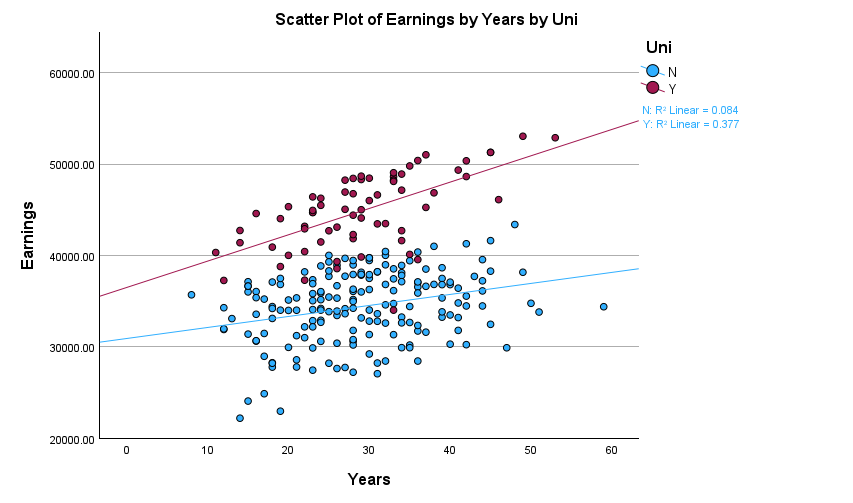 Scatter Plot of Earnings by Years by Uni
Uni
N
Y
N: R² Linear = 0.084
Y: R² Linear = 0.377
Earnings
60000.00
50000.00
40000.00
30000.00
20000.00
0 10 20 30 40 50 60
Years